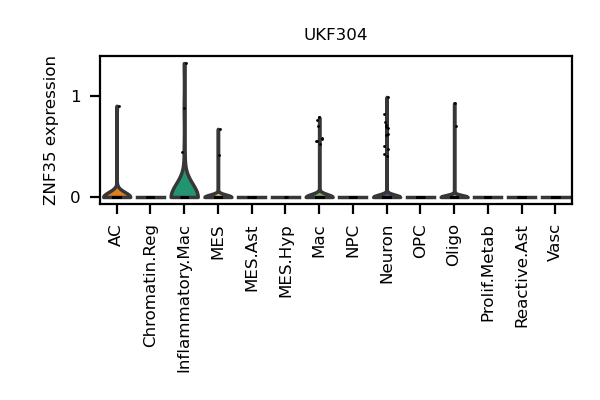 UKF304
ZNF35 expression
1
0
AC
Chromatin.Reg
Inflammatory.Mac
MES
MES.Ast
MES.Hyp
Mac
NPC
Neuron
OPC
Oligo
Prolif.Metab
Reactive.Ast
Vasc